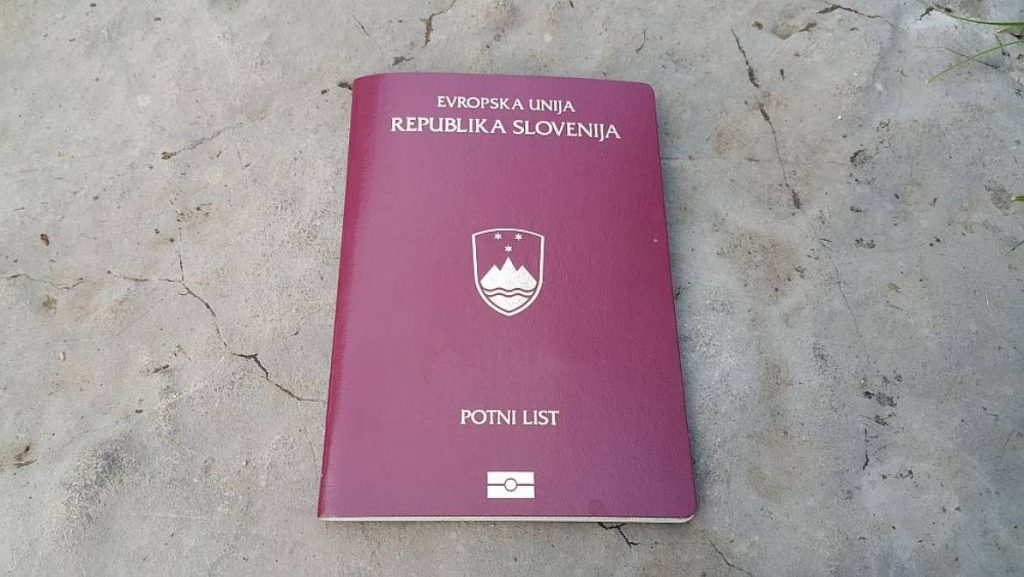 EVROPSKA UNIJA
REPUBLIKA SLOVENIJA
POTNI LIST